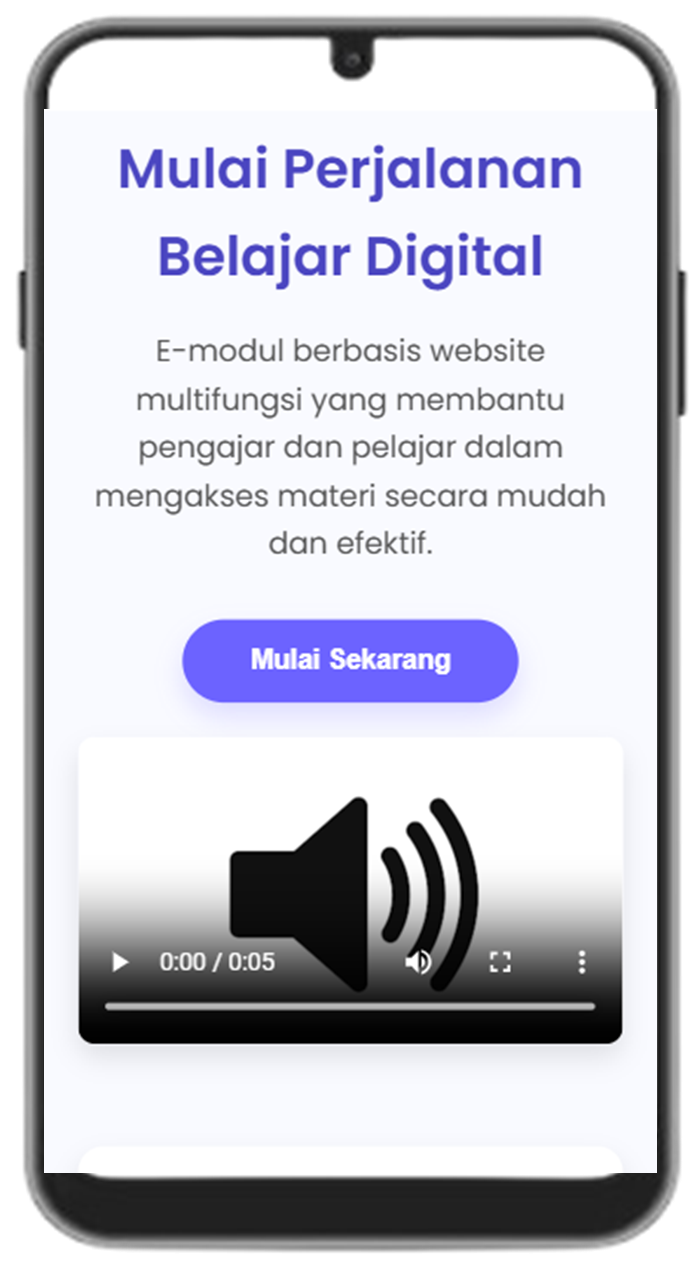 Mulai Perjalanan
Belajar Digital
E-modul berbasis website
multifungsi yang membantu
pengajar dan pelajar dalam
mengakses materi secara mudah
dan efektif.
Mulai Sekarang
0:00 / 0:05